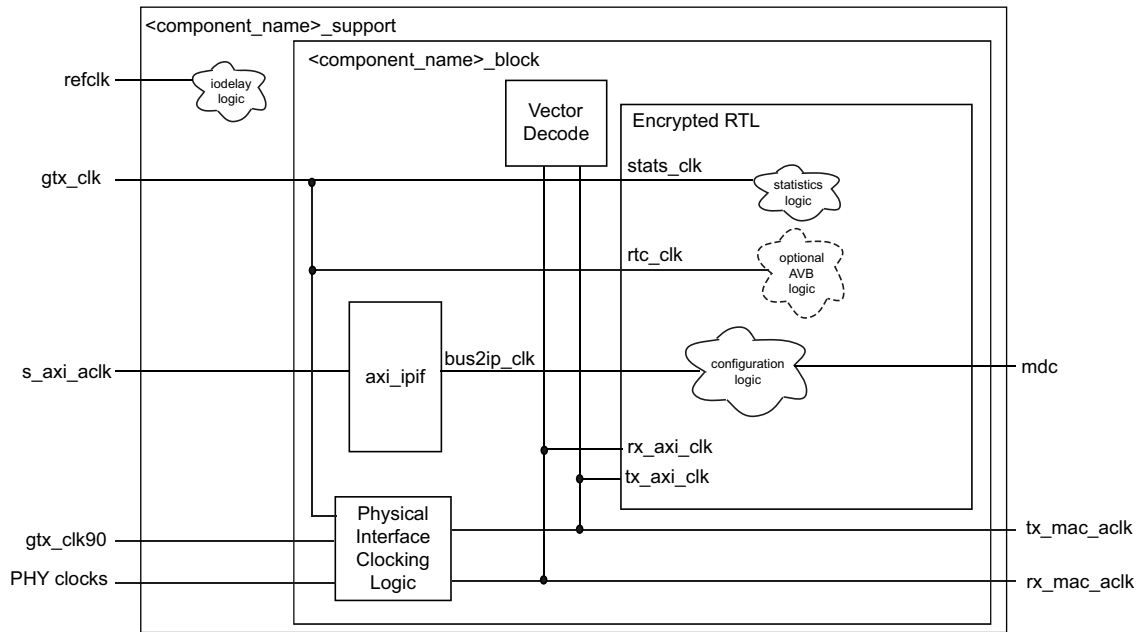 <component_name>_support
<component_name>_block
refclk
iodelay
logic
Vector
Decode
Encrypted RTL
gtx_clk
stats_clk
statistics
logic
rtc_clk
optional
AVB
logic
s_axi_aclk
axi_ipif
bus2ip_clk
configuration
logic
mdc
rx_axi_clk
tx_axi_clk
Physical
Interface
Clocking
Logic
gtx_clk90
PHY clocks
tx_mac_aclk
rx_mac_aclk